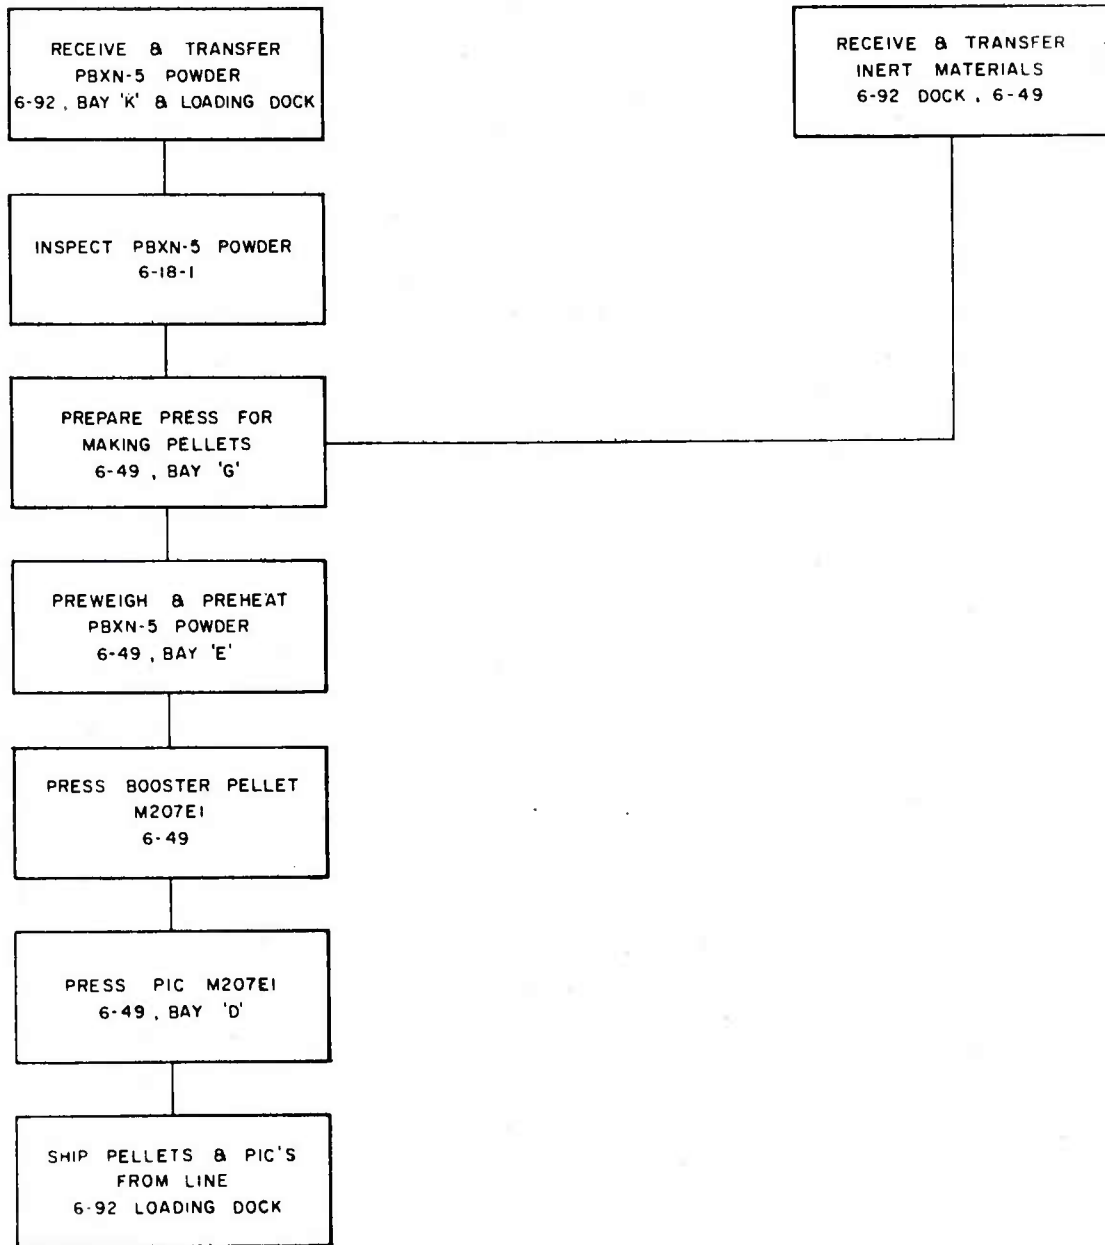 RECEIVE & TRANSFER
PBXN-5 POWDER
6-92, BAY 'K' & LOADING DOCK
RECEIVE & TRANSFER
INERT MATERIALS
6-92 DOCK, 6-49
INSPECT PBXN-5 POWDER
6-18-1
PREPARE PRESS FOR
MAKING PELLETS
6-49, BAY 'G'
PREWEIGH & PREHEAT
PBXN-5 POWDER
6-49, BAY 'E'
PRESS BOOSTER PELLET
M207E1
6-49
PRESS PIC M207E1
6-49, BAY 'D'
SHIP PELLETS & PIC'S
FROM LINE
6-92 LOADING DOCK